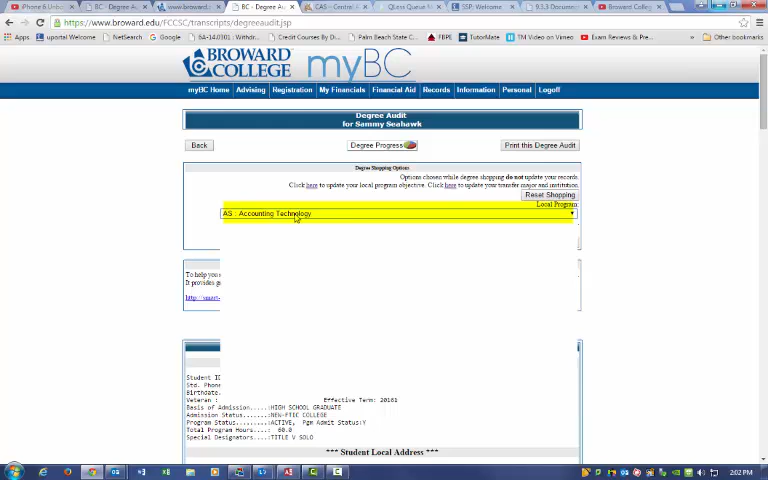 iPhone 6 Unbo
BC - Degree Au
www.broward.e
BC - Degree Audit
CAS – Central A
QLess Queue M
SSP: Welcome
9.3.3 Documen
Broward Colleg
https://www.broward.edu/FCCSC/transcripts/degreeaudit.jsp
Apps
uportal Welcome
NetSearch
Google
6A-14.0301 : Withdr
Credit Courses By Di
Palm Beach State C
FBPE
TutorMate
TM Video on Vimeo
Exam Reviews & Pre
Other bookmarks
BROWARD COLLEGE
myBC
myBC Home Advising Registration My Financials Financial Aid Records Information Personal Logoff
Degree Audit
for Sammy Seahawk
Back
Degree Progress
Print this Degree Audit
Degree Shopping Options
Options chosen while degree shopping do not update your records.
Click here to update your local program objective. Click here to update your transfer major and institution.
Reset Shopping
Local Program:
AS : Accounting Technology
To help you
It provides
http://smart-
Student I
Std. Phone
Birthdate.
Veteran : Effective Term: 20161
Basis of Admission.....:HIGH SCHOOL GRADUATE
Admission Status.......:NEW-FTIC COLLEGE
Program Status.........:ACTIVE, Pgm Admit Status:Y
Total Program Hours....: 60.0
Special Designators....:TITLE V SOLO
*** Student Local Address ***
2:02 PM